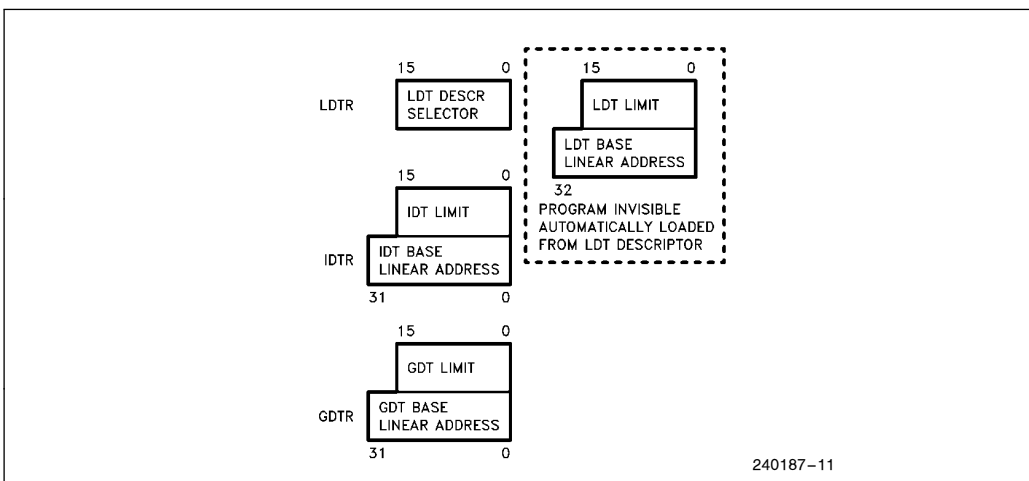 15 0
LDTR
LDT DESCR
SELECTOR
15 0
LDT LIMIT
LDT BASE
LINEAR ADDRESS
32
PROGRAM INVISIBLE
AUTOMATICALLY LOADED
FROM LDT DESCRIPTOR
15 0
IDTR
IDT LIMIT
IDT BASE
LINEAR ADDRESS
31 0
15 0
GDTR
GDT LIMIT
GDT BASE
LINEAR ADDRESS
31 0
240187–11